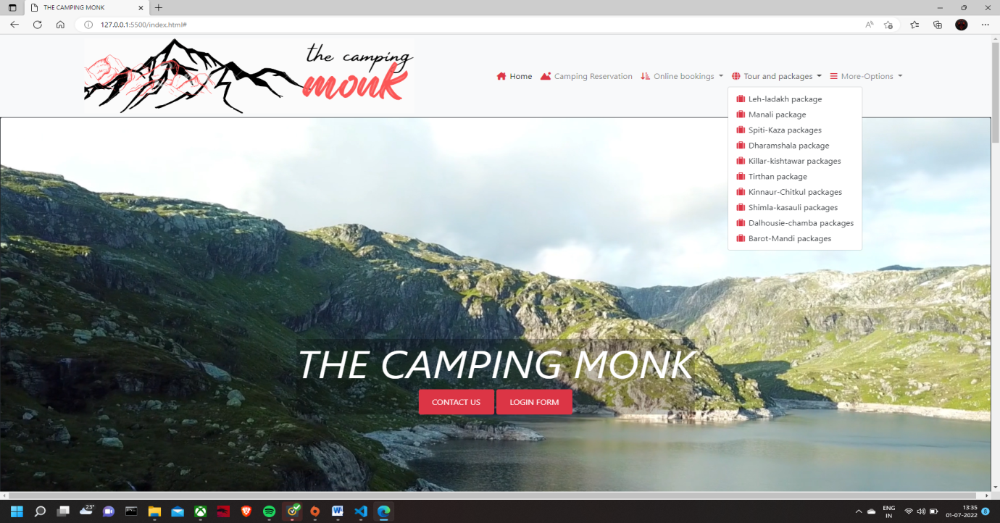 THE CAMPING MONK
127.0.0.1:5500/index.html#
the camping
monk
Home Camping Reservation Online bookings Tour and packages More-Options
Leh-ladakh package
Manali package
Spiti-Kaza packages
Dharamshala package
Killar-kishtawar packages
Tirthan package
Kinnaur-Chitkul packages
Shimla-kasauli packages
Dalhousie-chamba packages
Barot-Mandi packages
THE CAMPING MONK
CONTACT US LOGIN FORM
23°
ENG
IN
13:35
01-07-2022
8